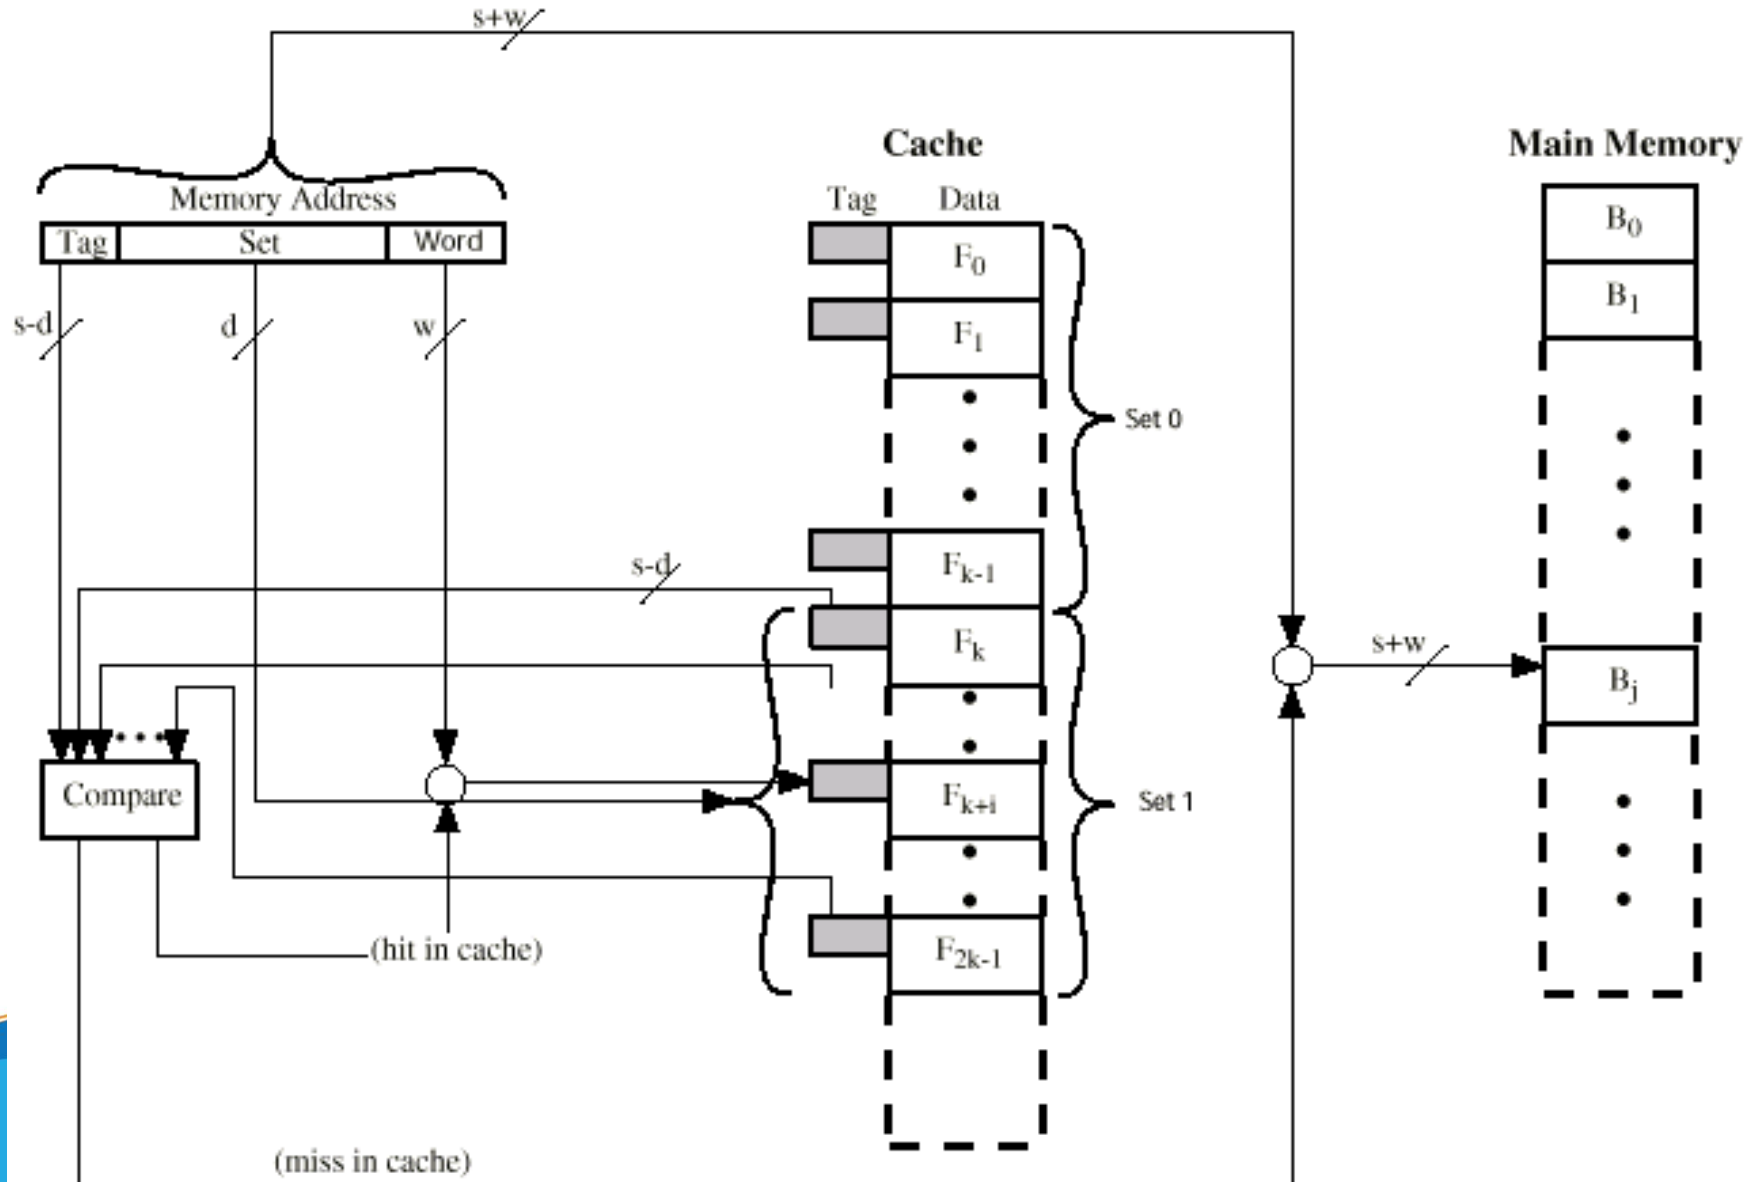 s+w
Cache
Main Memory
Memory Address
Tag Data
Tag Set Word
B0
F0
B1
s-d d w
F1
Set 0
s-d
Fk-1
Fk
s+w
Bj
Compare
Fk+i
Set 1
(hit in cache)
F2k-1
(miss in cache)